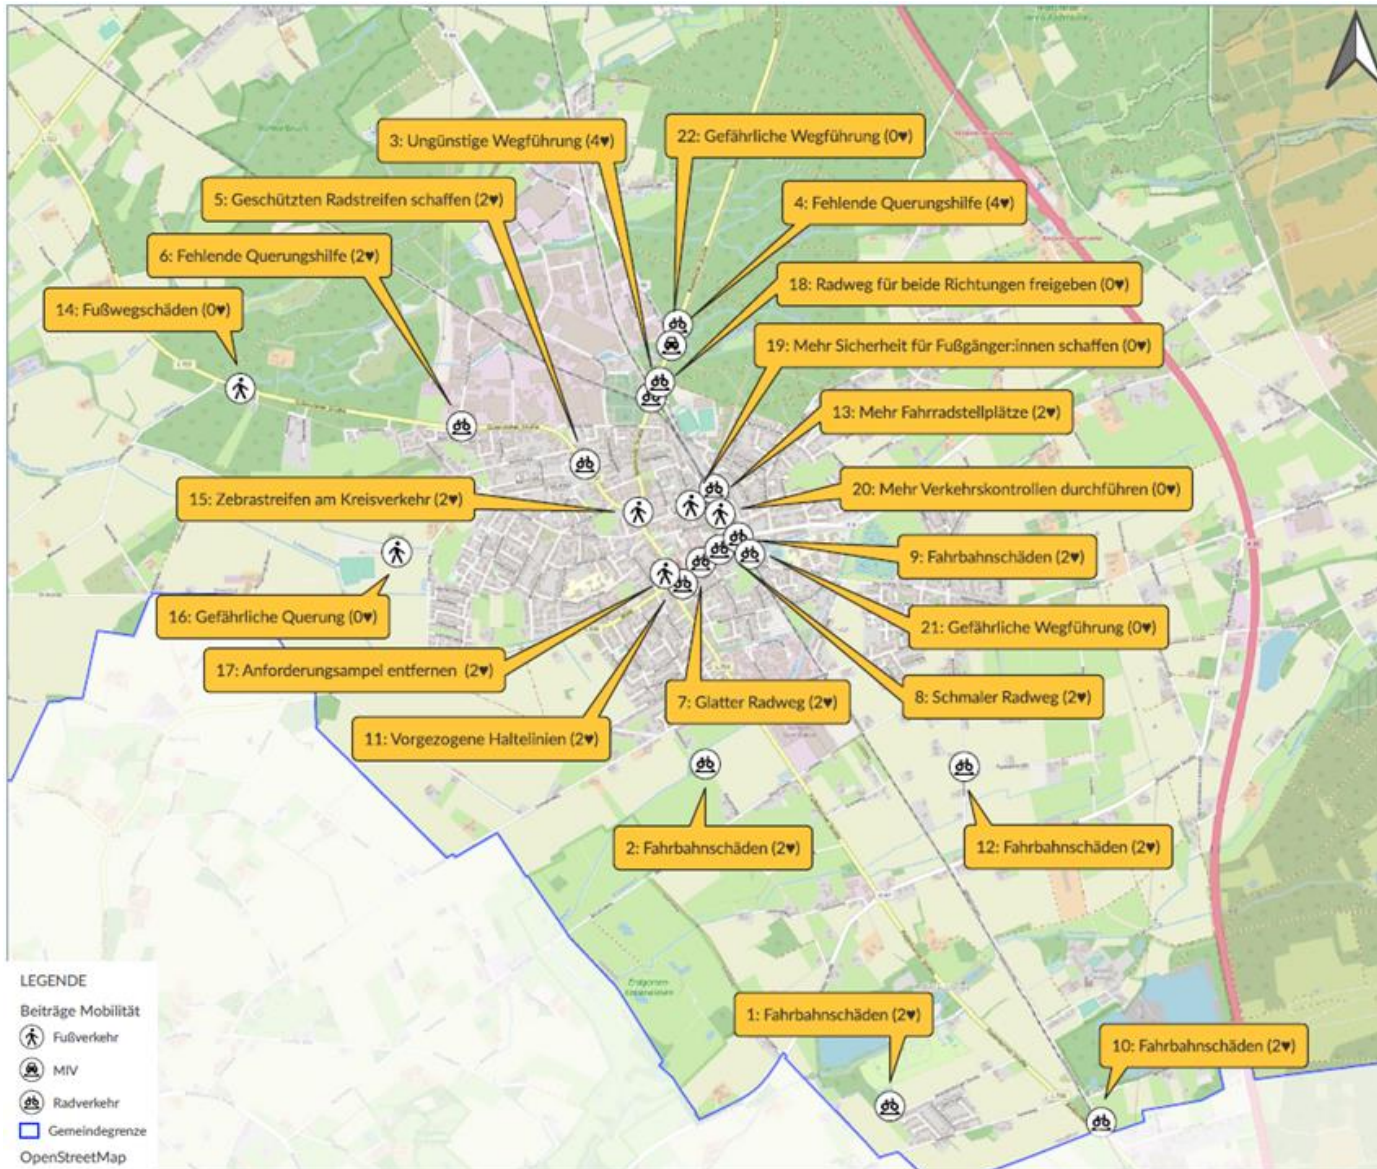 3: Ungünstige Wegführung (4♥)
22: Gefährliche Wegführung (0♥)
5: Geschützten Radstreifen schaffen (2♥)
4: Fehlende Querungshilfe (4♥)
6: Fehlende Querungshilfe (2♥)
18: Radweg für beide Richtungen freigeben (0♥)
14: Fußwegschäden (0♥)
19: Mehr Sicherheit für Fußgänger:innen schaffen (0♥)
13: Mehr Fahrradstellplätze (2♥)
15: Zebrastreifen am Kreisverkehr (2♥)
20: Mehr Verkehrskontrollen durchführen (0♥)
9: Fahrbahnschäden (2♥)
16: Gefährliche Querung (0♥)
21: Gefährliche Wegführung (0♥)
17: Anforderungsampel entfernen (2♥)
7: Glatter Radweg (2♥)
8: Schmaler Radweg (2♥)
11: Vorgezogene Haltelinien (2♥)
2: Fahrbahnschäden (2♥)
12: Fahrbahnschäden (2♥)
1: Fahrbahnschäden (2♥)
10: Fahrbahnschäden (2♥)
LEGENDE
Beiträge Mobilität
Fußverkehr
MIV
Radverkehr
Gemeindegrenze
OpenStreetMap